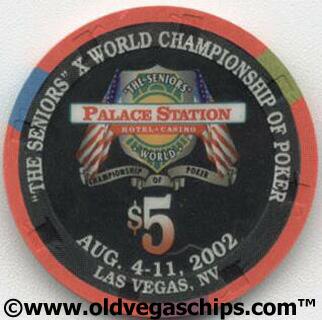 "THE SENIORS" X WORLD CHAMPIONSHIP OF POKER
"THE SENIORS"
PALACE STATION
HOTEL • CASINO
WORLD
CHAMPIONSHIP OF POKER
$5
AUG. 4-11, 2002
LAS VEGAS, NV
©www.oldvegaschips.com™